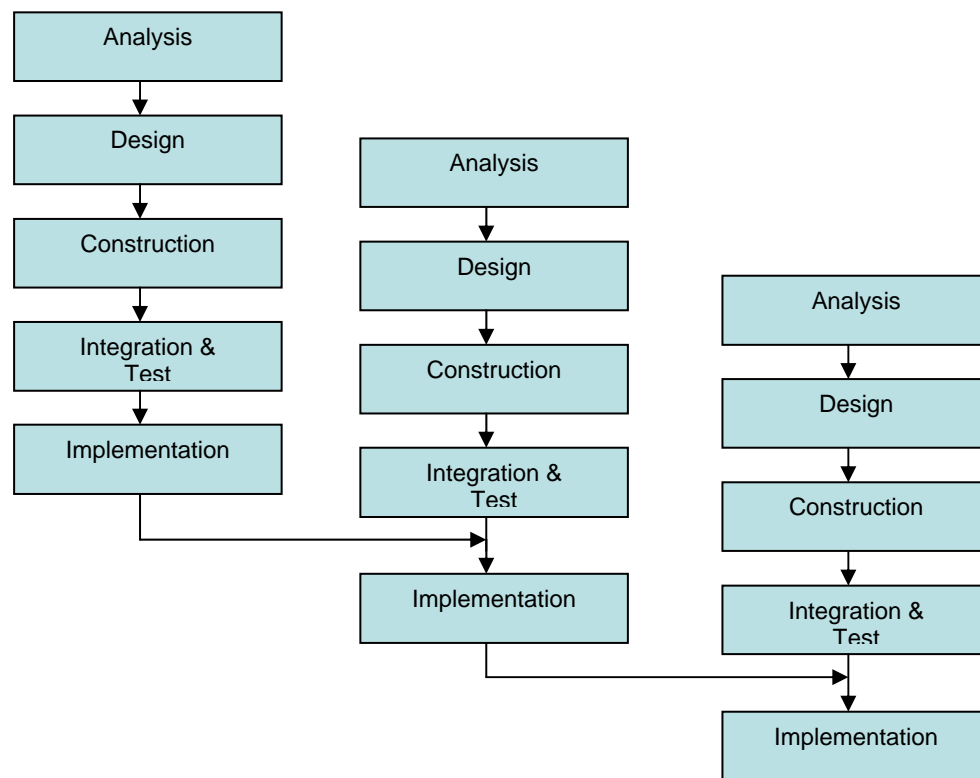 Analysis
Design
Construction
Integration &
Test
Implementation
Analysis
Design
Construction
Integration &
Test
Implementation
Analysis
Design
Construction
Integration &
Test
Implementation